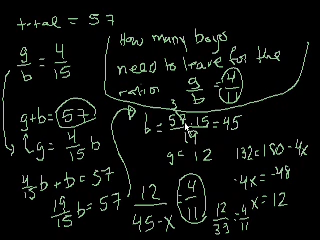 total = 57
g/b = 4/15
g+b = 57
g = 4/15 b
4/15 b + b = 57
19/15 b = 57
How many boys
need to leave for the
ratio g/b = 4/11
b = 57·15/19 = 45
3
g = 12
12/(45-x) = 4/11
132 = 180 - 4x
-4x = -48
x = 12
12/33 = 4/11